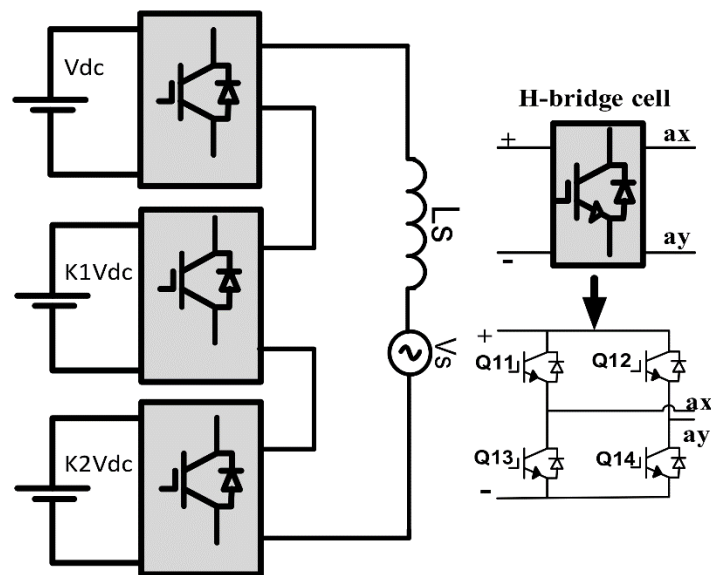 Vdc
K1Vdc
K2Vdc
LS
Vs
H-bridge cell
+
ax
-
ay
+
Q11
Q12
ax
ay
Q13
Q14
-